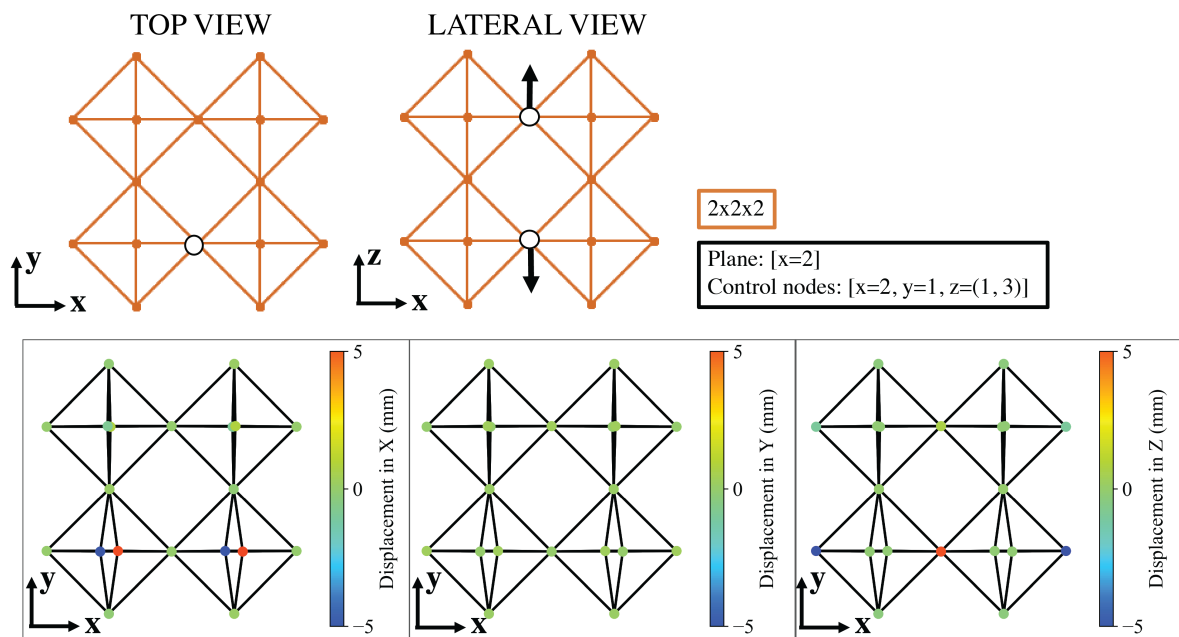 TOP VIEW
LATERAL VIEW
y
x
z
x
2x2x2
Plane: [x=2]
Control nodes: [x=2, y=1, z=(1, 3)]
y
x
5
0
−5
Displacement in X (mm)
y
x
5
0
−5
Displacement in Y (mm)
y
x
5
0
−5
Displacement in Z (mm)